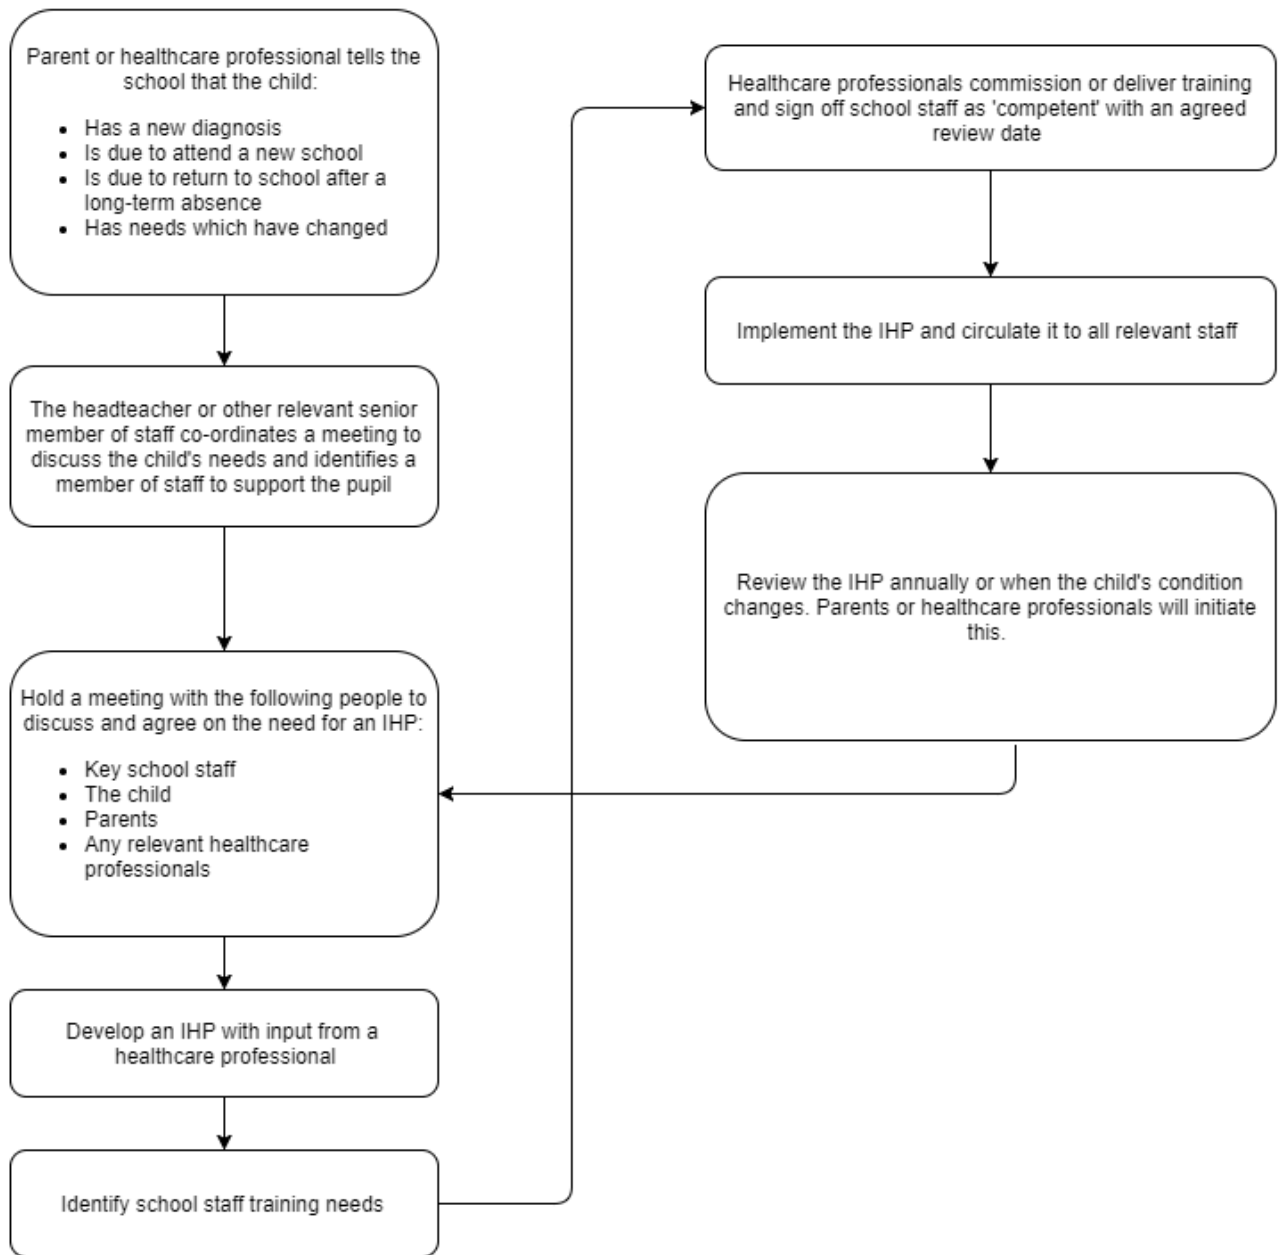 Parent or healthcare professional tells the
school that the child:
• Has a new diagnosis
• Is due to attend a new school
• Is due to return to school after a
long-term absence
• Has needs which have changed
The headteacher or other relevant senior
member of staff co-ordinates a meeting to
discuss the child's needs and identifies a
member of staff to support the pupil
Hold a meeting with the following people to
discuss and agree on the need for an IHP:
• Key school staff
• The child
• Parents
• Any relevant healthcare
professionals
Develop an IHP with input from a
healthcare professional
Identify school staff training needs
Healthcare professionals commission or deliver training
and sign off school staff as 'competent' with an agreed
review date
Implement the IHP and circulate it to all relevant staff
Review the IHP annually or when the child's condition
changes. Parents or healthcare professionals will initiate
this.